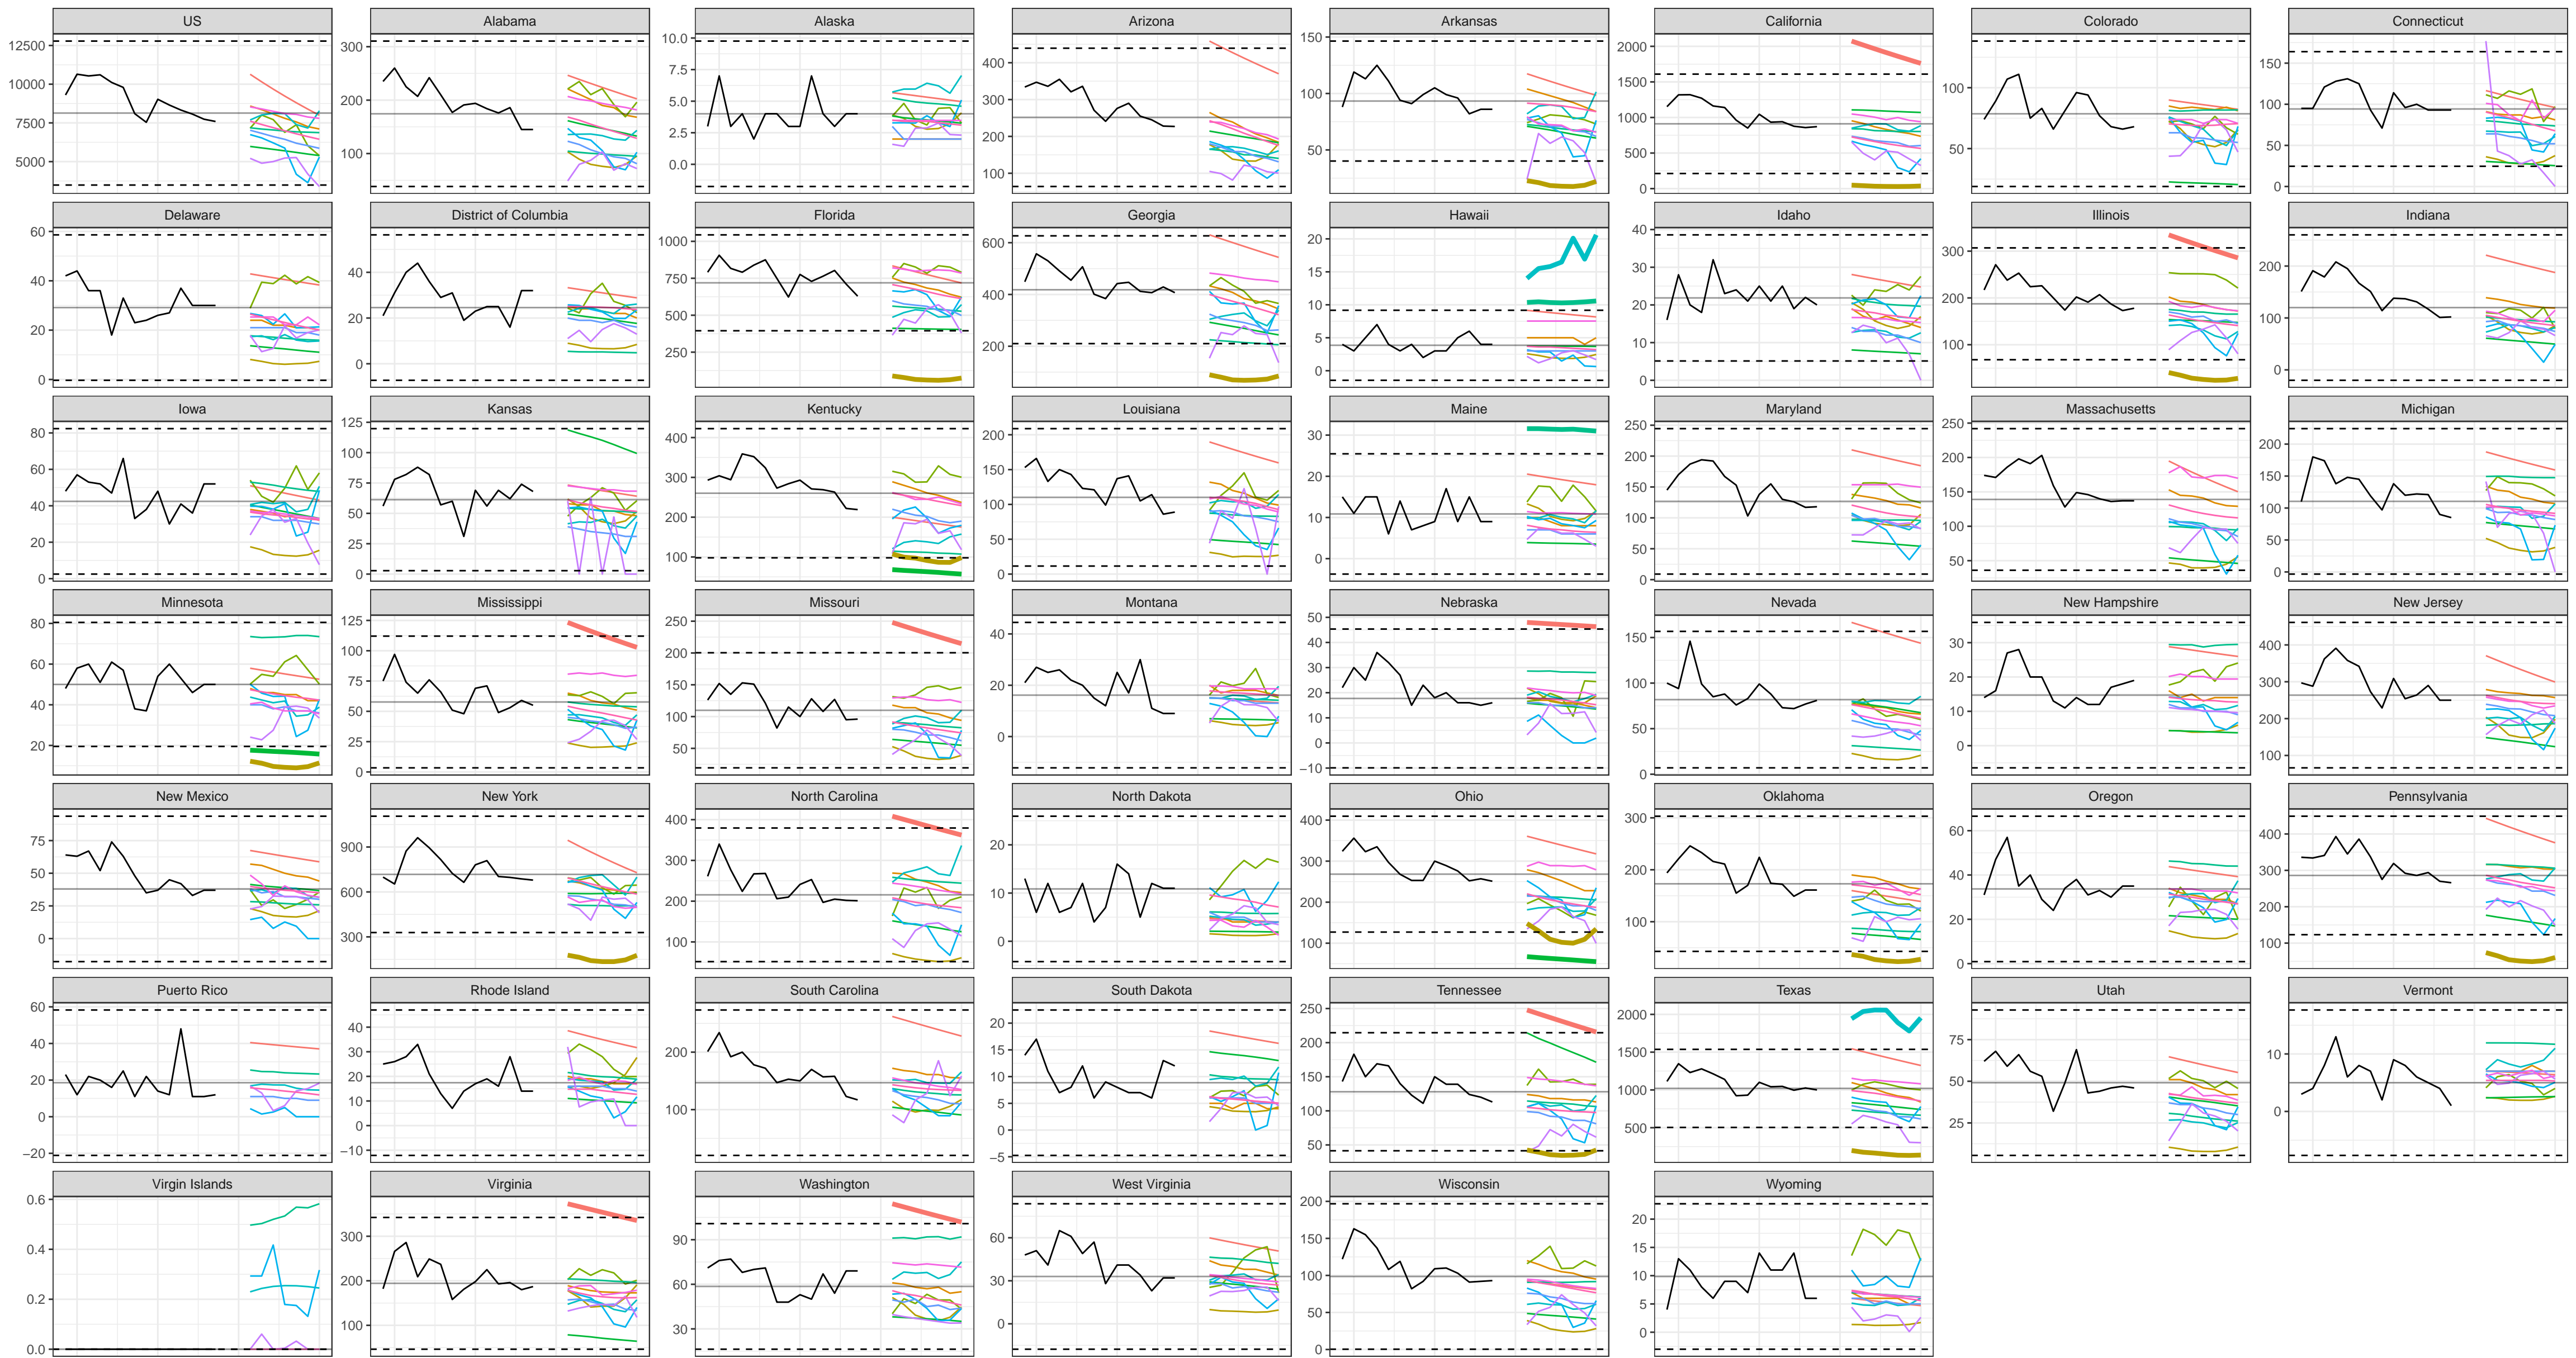 US Alabama Alaska Arizona Arkansas California Colorado Connecticut
12500 10000 7500 5000
300 200 100
10.0 7.5 5.0 2.5 0.0
400 300 200 100
150 100 50
2000 1500 1000 500 0
100 50
150 100 50 0
Delaware District of Columbia Florida Georgia Hawaii Idaho Illinois Indiana
60 40 20 0
40 20 0
1000 750 500 250
600 400 200
20 15 10 5 0
40 30 20 10 0
300 200 100
200 100 0
Iowa Kansas Kentucky Louisiana Maine Maryland Massachusetts Michigan
80 60 40 20 0
125 100 75 50 25 0
400 300 200 100
200 150 100 50 0
30 20 10 0
250 200 150 100 50 0
250 200 150 100 50
200 150 100 50 0
Minnesota Mississippi Missouri Montana Nebraska Nevada New Hampshire New Jersey
80 60 40 20
125 100 75 50 25 0
250 200 150 100 50
40 20 0
50 40 30 20 10 0 −10
150 100 50 0
30 20 10 0
400 300 200 100
New Mexico New York North Carolina North Dakota Ohio Oklahoma Oregon Pennsylvania
75 50 25 0
900 600 300
400 300 200 100
20 10 0
400 300 200 100
300 200 100
60 40 20 0
400 300 200 100
Puerto Rico Rhode Island South Carolina South Dakota Tennessee Texas Utah Vermont
60 40 20 0 −20
40 30 20 10 0 −10
200 100
20 15 10 5 0 −5
250 200 150 100 50
2000 1500 1000 500
75 50 25
10 0
Virgin Islands Virginia Washington West Virginia Wisconsin Wyoming
0.6 0.4 0.2 0.0
300 200 100
90 60 30
60 30 0
200 150 100 50 0
20 15 10 5 0